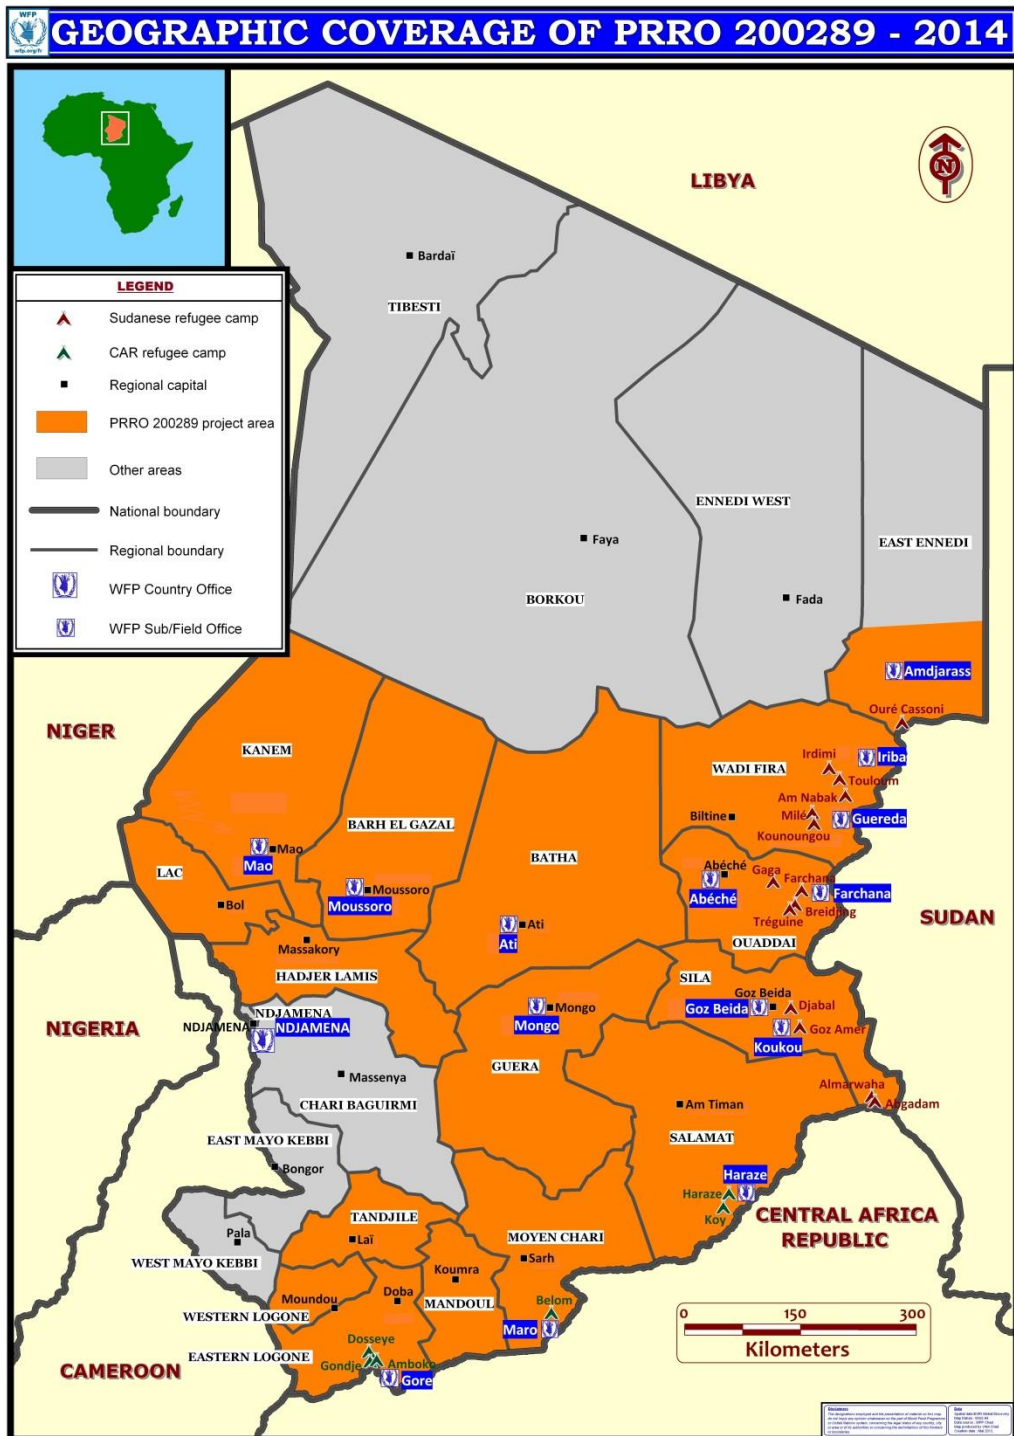 WFP
wfp.org/fr
GEOGRAPHIC COVERAGE OF PRRO 200289 - 2014
LIBYA
N
LEGEND
Sudanese refugee camp
CAR refugee camp
Regional capital
PRRO 200289 project area
Other areas
National boundary
Regional boundary
WFP Country Office
WFP Sub/Field Office
Bardaï
TIBESTI
ENNEDI WEST
EAST ENNEDI
Faya
BORKOU
Fada
Amdjarass
Ouré Cassoni
NIGER
KANEM
WADI FIRA
Irdimi
Iriba
Touloum
Am Nabak
Milé
Guereda
Kounoungou
Biltine
BARH EL GAZAL
BATHA
Mao
Mao
LAC
Bol
Moussoro
Moussoro
Abéché
Abéché
Gaga
Farchana
Farchana
Breidjing
Tréguine
OUADDAI
SUDAN
Ati
Ati
Massakory
HADJER LAMIS
SILA
Goz Beida
Goz Beida
Djabal
Goz Amer
Koukou
NIGERIA
NDJAMENA
NDJAMENA
NDJAMENA
Mongo
Mongo
GUERA
Massenya
CHARI BAGUIRMI
Am Timan
SALAMAT
Almarwaha
Abgadam
EAST MAYO KEBBI
Bongor
Haraze
Haraze
Koy
CENTRAL AFRICA
REPUBLIC
TANDJILE
Laï
MOYEN CHARI
Sarh
Pala
WEST MAYO KEBBI
Koumra
MANDOUL
Moundou
Doba
WESTERN LOGONE
Belom
Maro
EASTERN LOGONE
Dosseye
Gondje
Amboko
Gore
CAMEROON
0 150 300
Kilometers
Disclaimers
Data